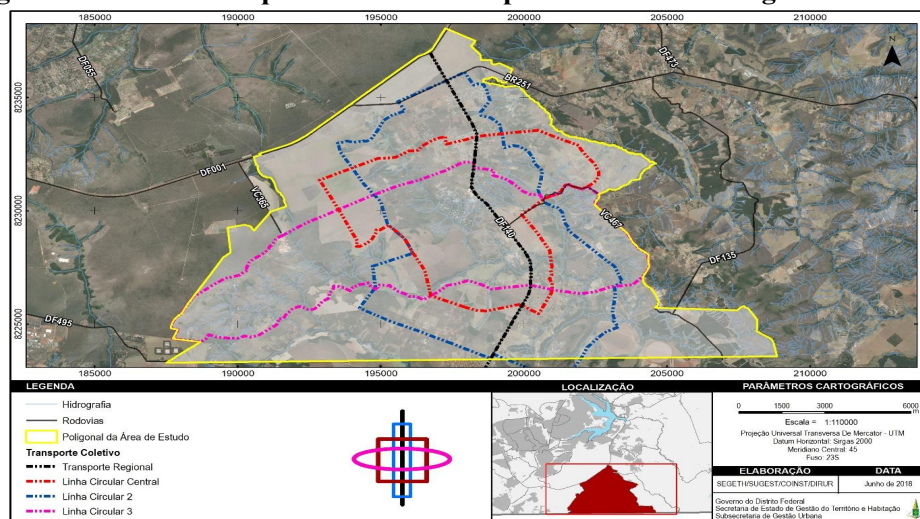 185000 190000 195000 200000 205000 210000
8235000
8230000
8225000
DF055
DF473
BR251
DF001
VC365
DF140
VC467
DF135
DF495
N
185000 190000 195000 200000 205000 210000
LEGENDA
Hidrografia
Rodovias
Poligonal da Área de Estudo
Transporte Coletivo
Transporte Regional
Linha Circular Central
Linha Circular 2
Linha Circular 3
LOCALIZAÇÃO
PARÂMETROS CARTOGRÁFICOS
0 1500 3000 6000
m
Escala = 1:110000
Projeção Universal Transversa De Mercator - UTM
Datum Horizontal: Sirgas 2000
Meridiano Central: 45
Fuso: 23S
ELABORAÇÃO DATA
SEGETH/SUGEST/COINST/DIRUR Junho de 2018
Governo do Distrito Federal
Secretaria de Estado de Gestão do Território e Habitação
Subsecretaria de Gestão Urbana